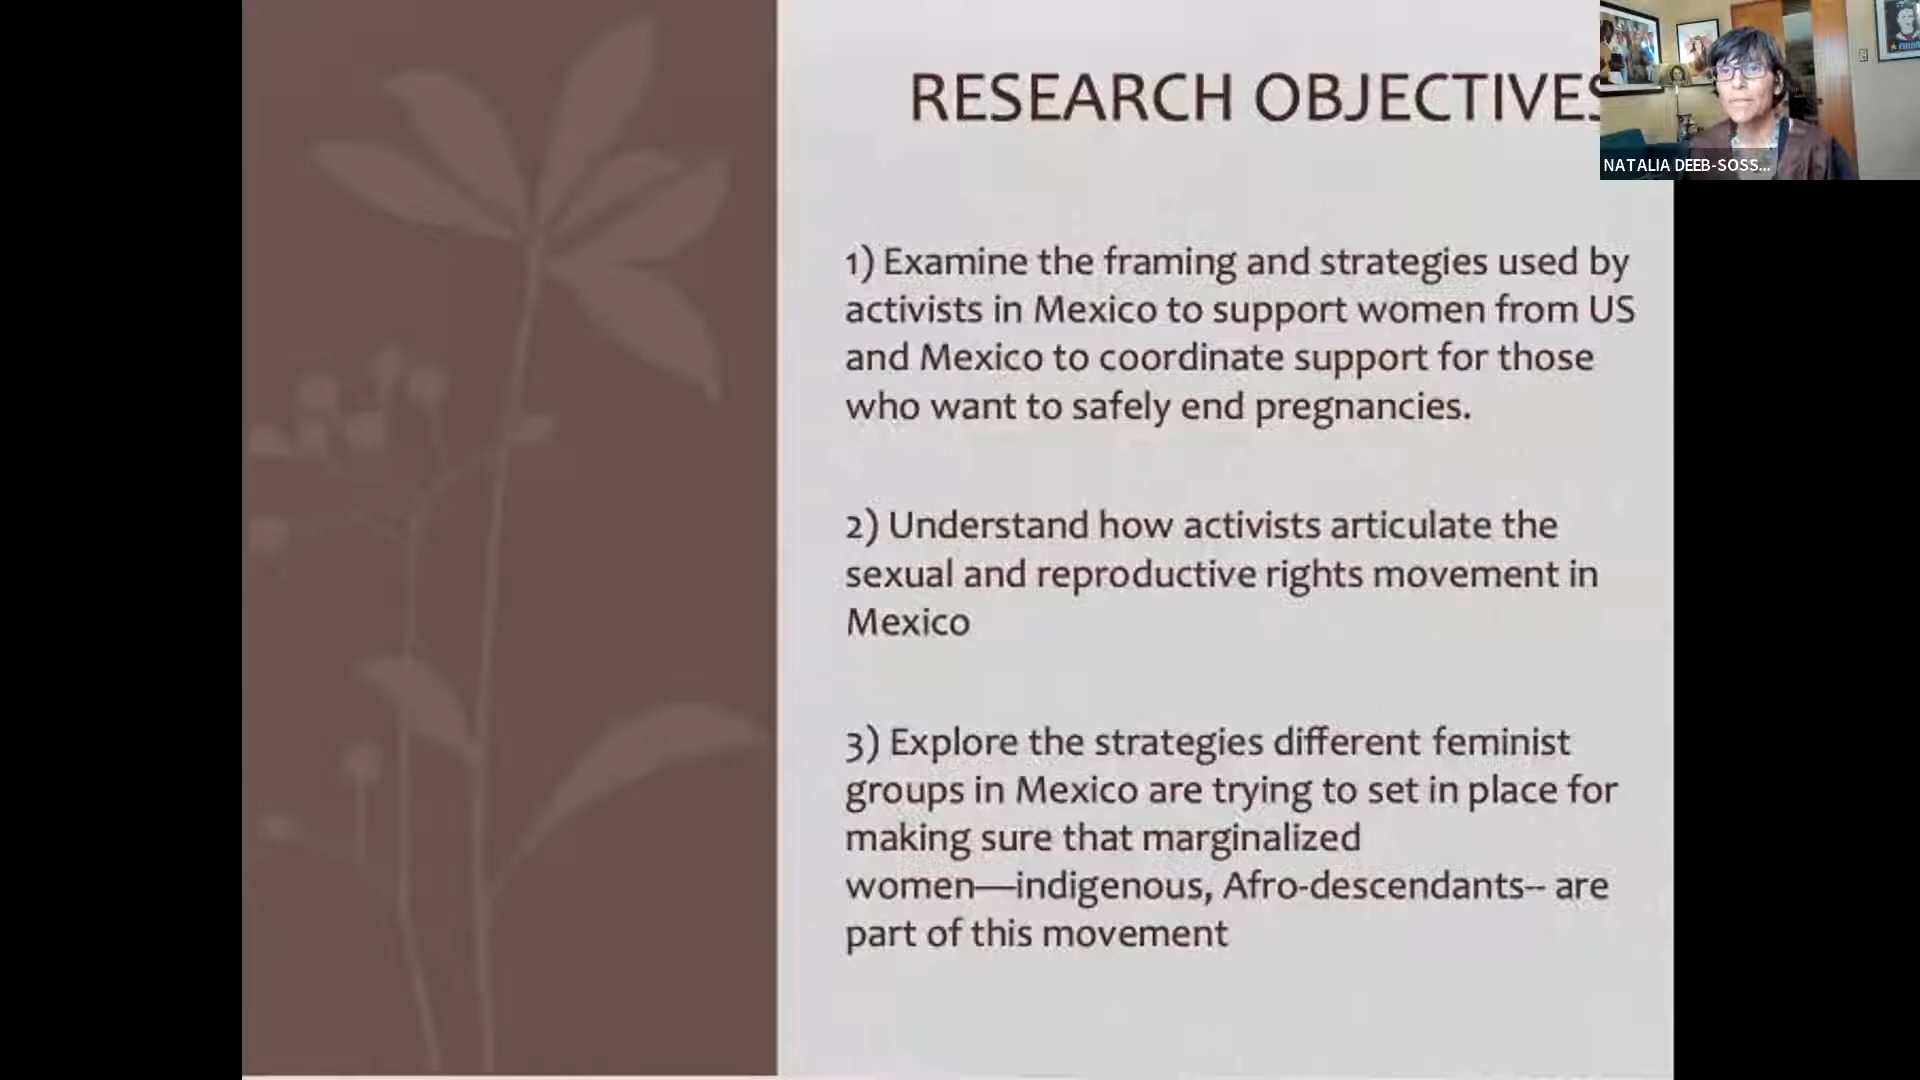 RESEARCH OBJECTIVES
NATALIA DEEB-SOSS...
1) Examine the framing and strategies used by
activists in Mexico to support women from US
and Mexico to coordinate support for those
who want to safely end pregnancies.
2) Understand how activists articulate the
sexual and reproductive rights movement in
Mexico
3) Explore the strategies different feminist
groups in Mexico are trying to set in place for
making sure that marginalized
women—indigenous, Afro-descendants-- are
part of this movement